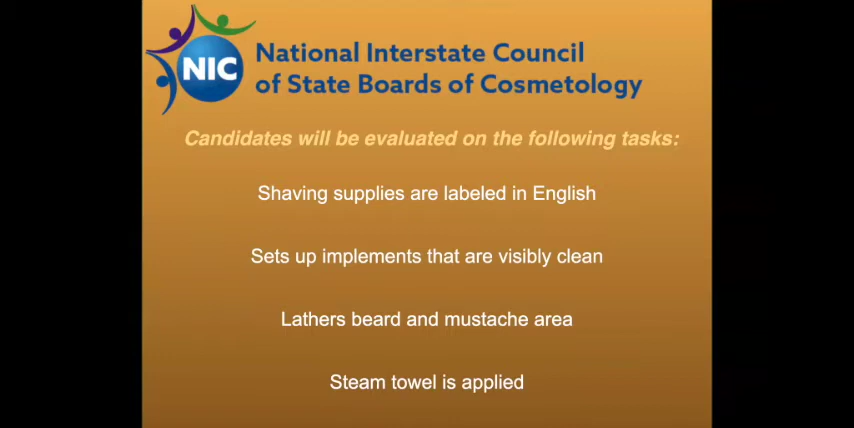 NIC
National Interstate Council
of State Boards of Cosmetology
Candidates will be evaluated on the following tasks:
Shaving supplies are labeled in English
Sets up implements that are visibly clean
Lathers beard and mustache area
Steam towel is applied